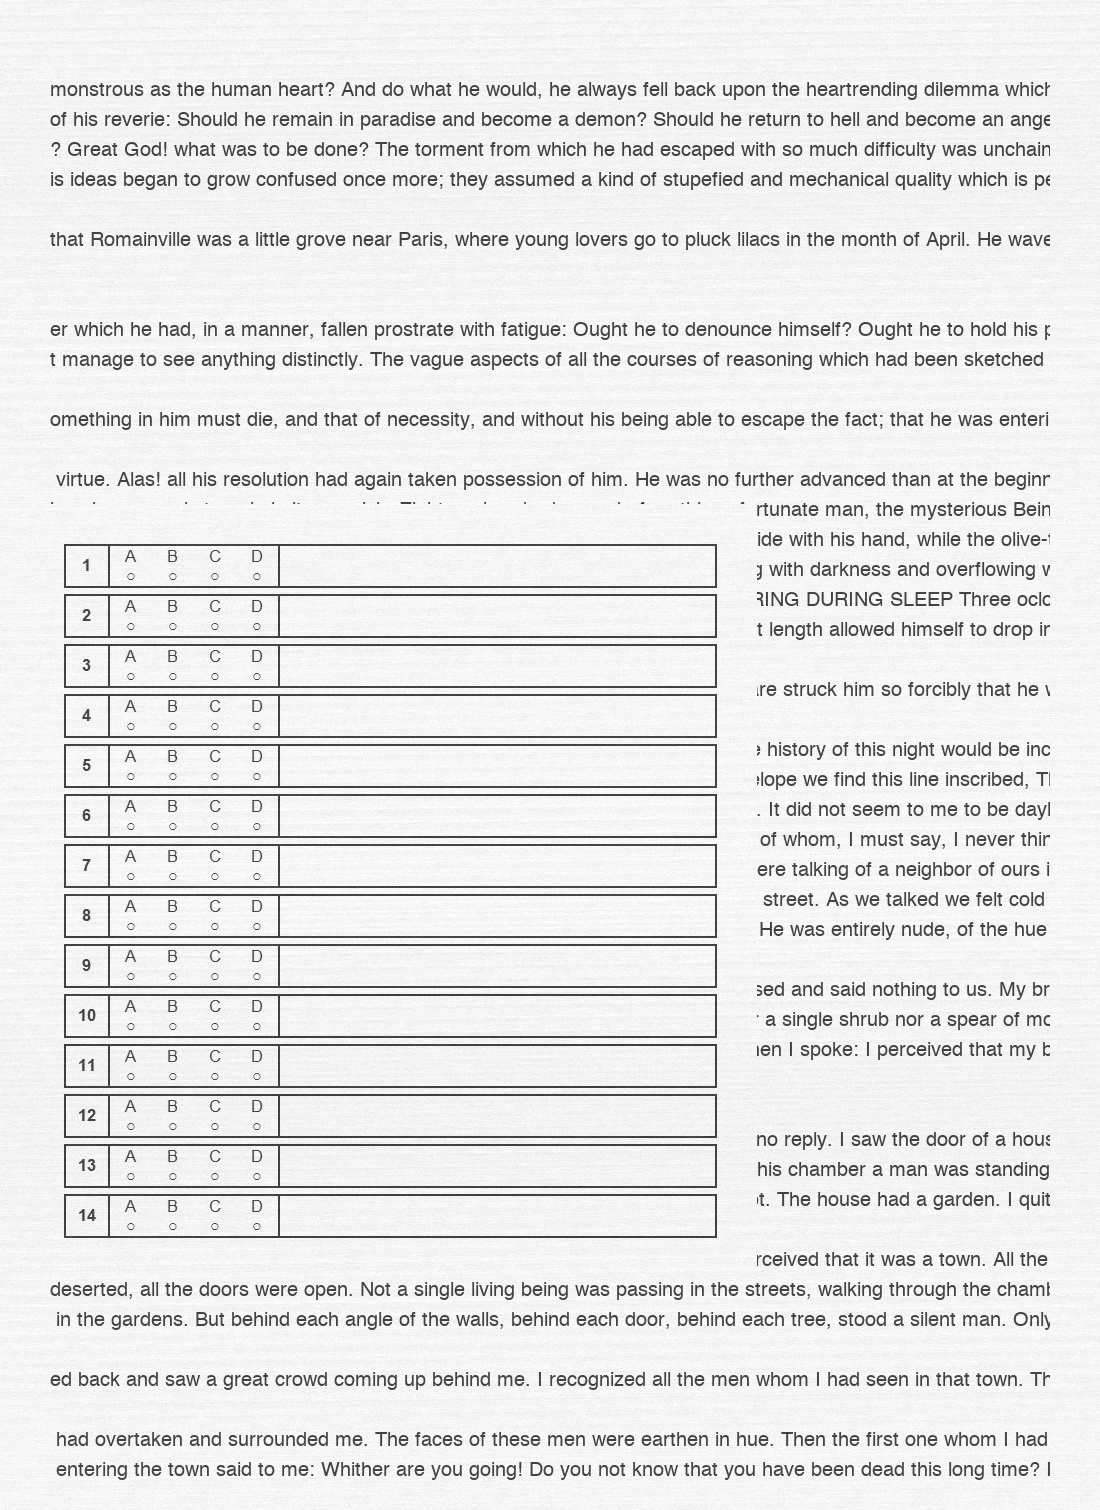 monstrous as the human heart? And do what he would, he always fell back upon the heartrending dilemma which
of his reverie: Should he remain in paradise and become a demon? Should he return to hell and become an ange
? Great God! what was to be done? The torment from which he had escaped with so much difficulty was unchain
is ideas began to grow confused once more; they assumed a kind of stupefied and mechanical quality which is pe
that Romainville was a little grove near Paris, where young lovers go to pluck lilacs in the month of April. He wave
er which he had, in a manner, fallen prostrate with fatigue: Ought he to denounce himself? Ought he to hold his p
t manage to see anything distinctly. The vague aspects of all the courses of reasoning which had been sketched
omething in him must die, and that of necessity, and without his being able to escape the fact; that he was enteri
virtue. Alas! all his resolution had again taken possession of him. He was no further advanced than at the beginn
rtunate man, the mysterious Bein
ide with his hand, while the olive-
1 A B C D
with darkness and overflowing w
RING DURING SLEEP Three oclo
2 A B C D
t length allowed himself to drop in
3 A B C D
re struck him so forcibly that he
4 A B C D
history of this night would be inc
5 A B C D
lope we find this line inscribed, T
. It did not seem to me to be dayl
6 A B C D
of whom, I must say, I never thin
7 A B C D
ere talking of a neighbor of ours i
street. As we talked we felt cold
8 A B C D
He was entirely nude, of the hue
9 A B C D
sed and said nothing to us. My br
10 A B C D
a single shrub nor a spear of mo
en I spoke: I perceived that my b
11 A B C D
12 A B C D
no reply. I saw the door of a hous
13 A B C D
his chamber a man was standing
t. The house had a garden. I quit
14 A B C D
rceived that it was a town. All the
deserted, all the doors were open. Not a single living being was passing in the streets, walking through the chamb
in the gardens. But behind each angle of the walls, behind each door, behind each tree, stood a silent man. Only
ed back and saw a great crowd coming up behind me. I recognized all the men whom I had seen in that town. Th
had overtaken and surrounded me. The faces of these men were earthen in hue. Then the first one whom I had
entering the town said to me: Whither are you going! Do you not know that you have been dead this long time? I